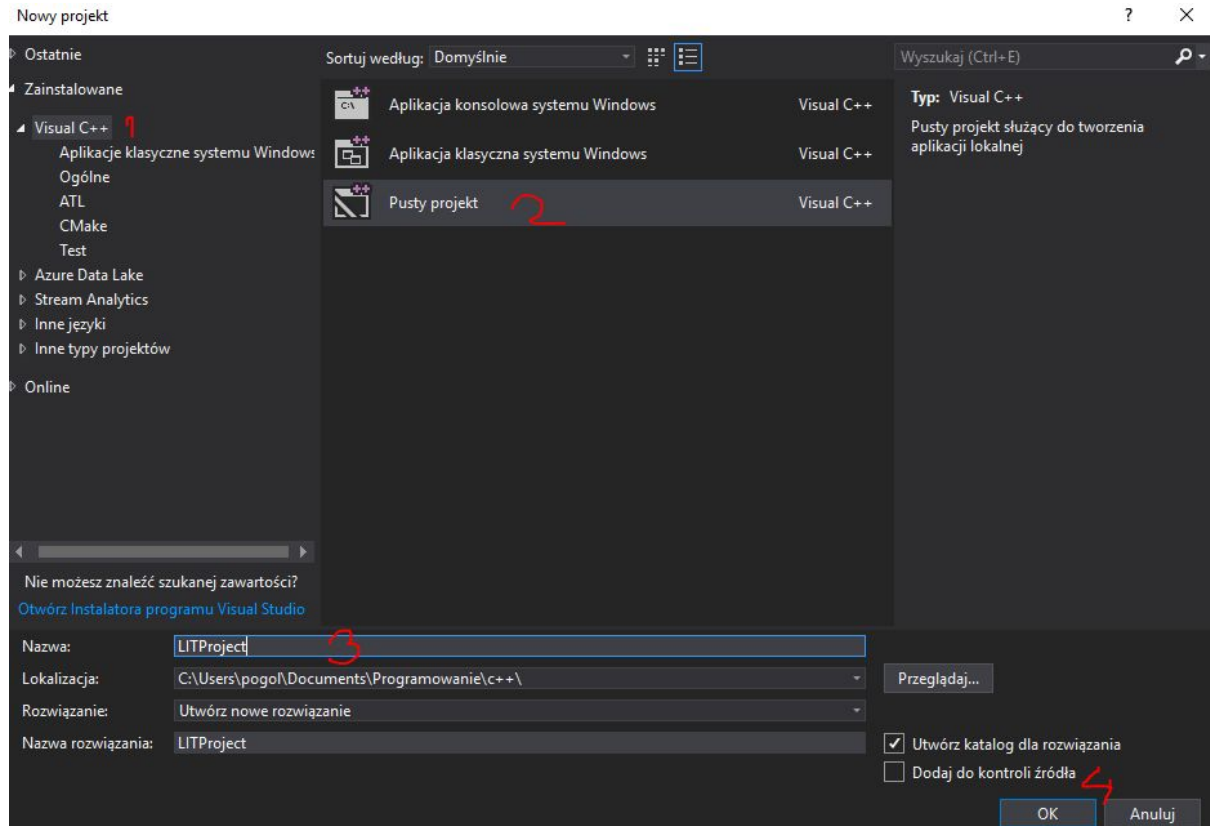 Nowy projekt ? ×
Ostatnie
Zainstalowane
Visual C++ 1
Aplikacje klasyczne systemu Windows
Ogólne
ATL
CMake
Test
Azure Data Lake
Stream Analytics
Inne języki
Inne typy projektów
Online
Nie możesz znaleźć szukanej zawartości?
Otwórz Instalatora programu Visual Studio
Sortuj według: Domyślnie
Aplikacja konsolowa systemu Windows Visual C++
Aplikacja klasyczna systemu Windows Visual C++
Pusty projekt 2 Visual C++
Wyszukaj (Ctrl+E)
Typ: Visual C++
Pusty projekt służący do tworzenia
aplikacji lokalnej
Nazwa: LITProject 3
Lokalizacja: C:\Users\pogol\Documents\Programowanie\c++\ Przeglądaj...
Rozwiązanie: Utwórz nowe rozwiązanie
Nazwa rozwiązania: LITProject
Utwórz katalog dla rozwiązania
Dodaj do kontroli źródła 4
OK Anuluj